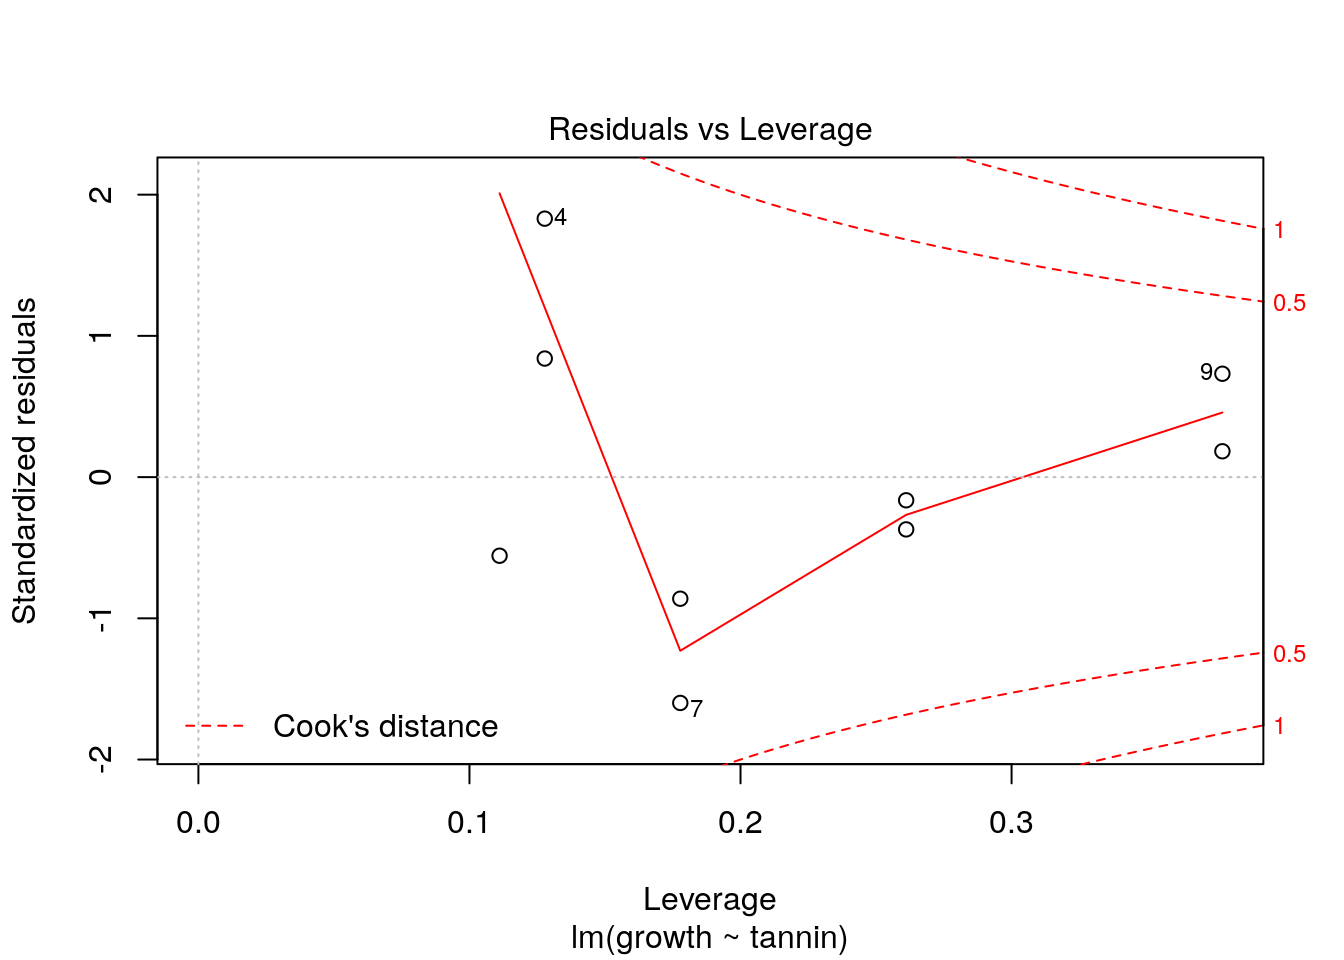 Residuals vs Leverage
Standardized residuals
2
1
0
-1
-2
4
9
7
1
0.5
0.5
1
Cook's distance
0.0 0.1 0.2 0.3
Leverage
lm(growth ~ tannin)